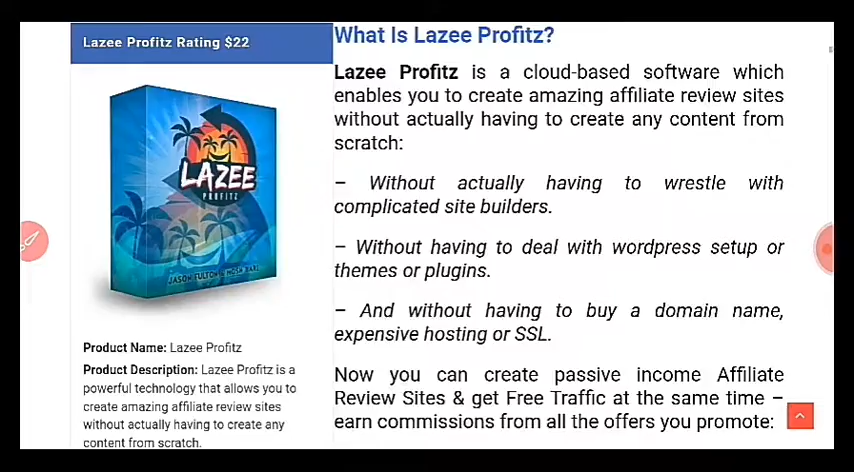 Lazee Profitz Rating $22
LAZEE
PROFITZ
JASON FULTON & MOSH BARI
Product Name: Lazee Profitz
Product Description: Lazee Profitz is a
powerful technology that allows you to
create amazing affiliate review sites
without actually having to create any
content from scratch.
What Is Lazee Profitz?
Lazee Profitz is a cloud-based software which
enables you to create amazing affiliate review sites
without actually having to create any content from
scratch:
– Without actually having to wrestle with
complicated site builders.
– Without having to deal with wordpress setup or
themes or plugins.
– And without having to buy a domain name,
expensive hosting or SSL.
Now you can create passive income Affiliate
Review Sites & get Free Traffic at the same time –
earn commissions from all the offers you promote: